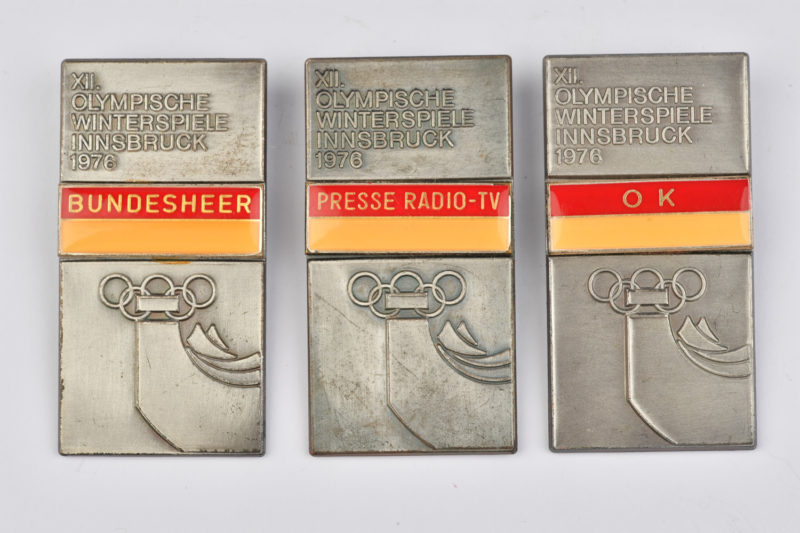 XII.
OLYMPISCHE
WINTERSPIELE
INNSBRUCK
1976
BUNDESHEER
XII.
OLYMPISCHE
WINTERSPIELE
INNSBRUCK
1976
PRESSE RADIO-TV
XII.
OLYMPISCHE
WINTERSPIELE
INNSBRUCK
1976
O K